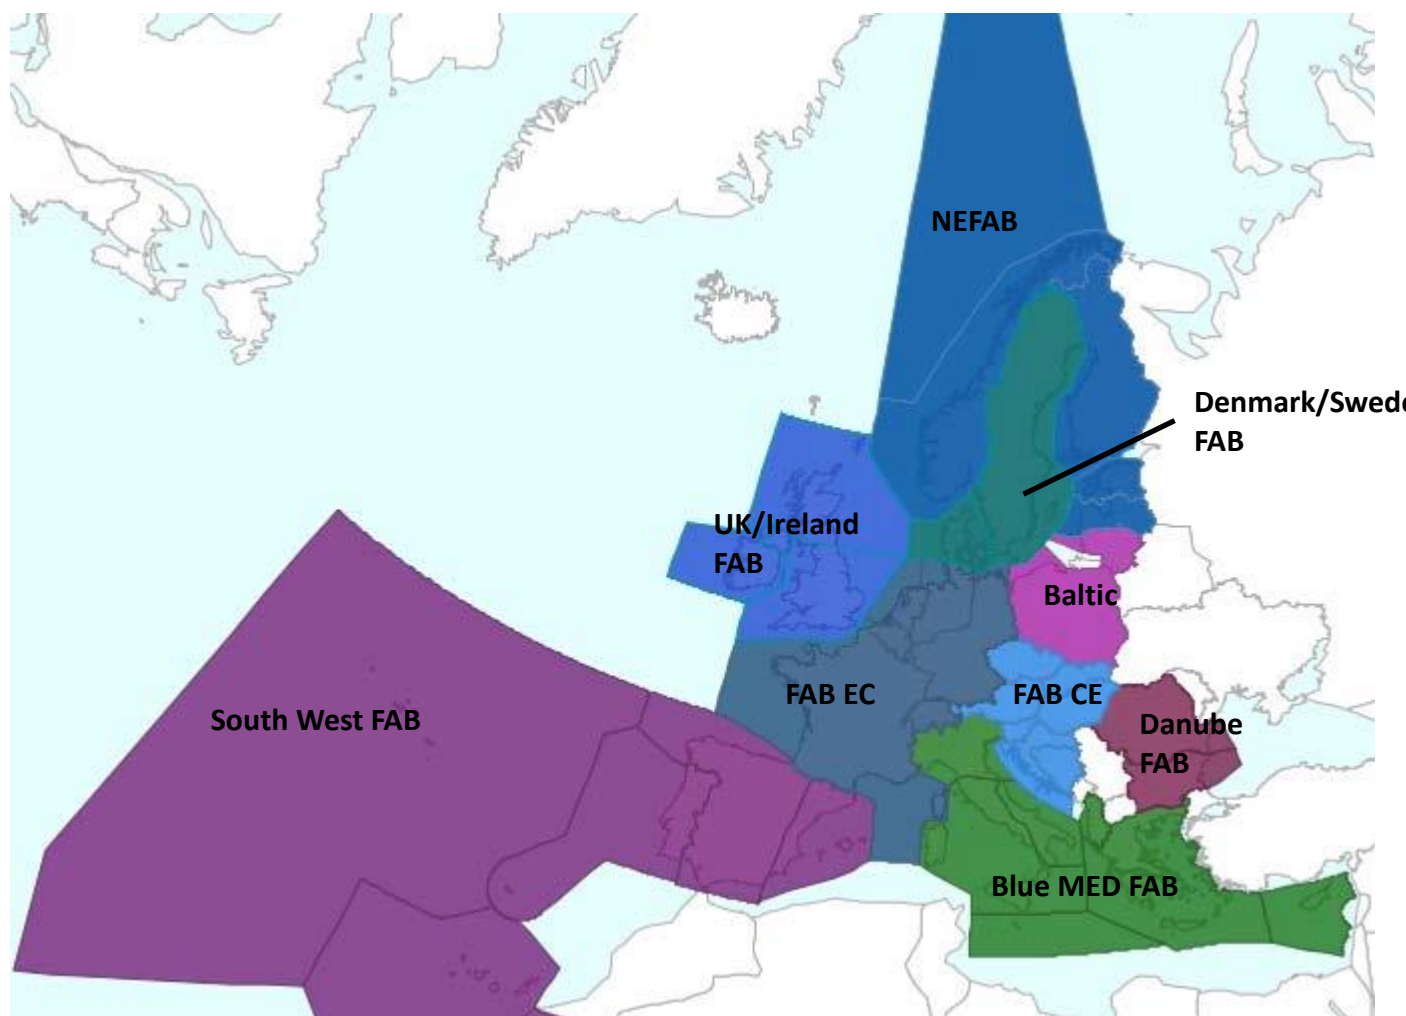 NEFAB
Denmark/Swede
FAB
UK/Ireland
FAB
Baltic
FAB EC
FAB CE
South West FAB
Danube
FAB
Blue MED FAB